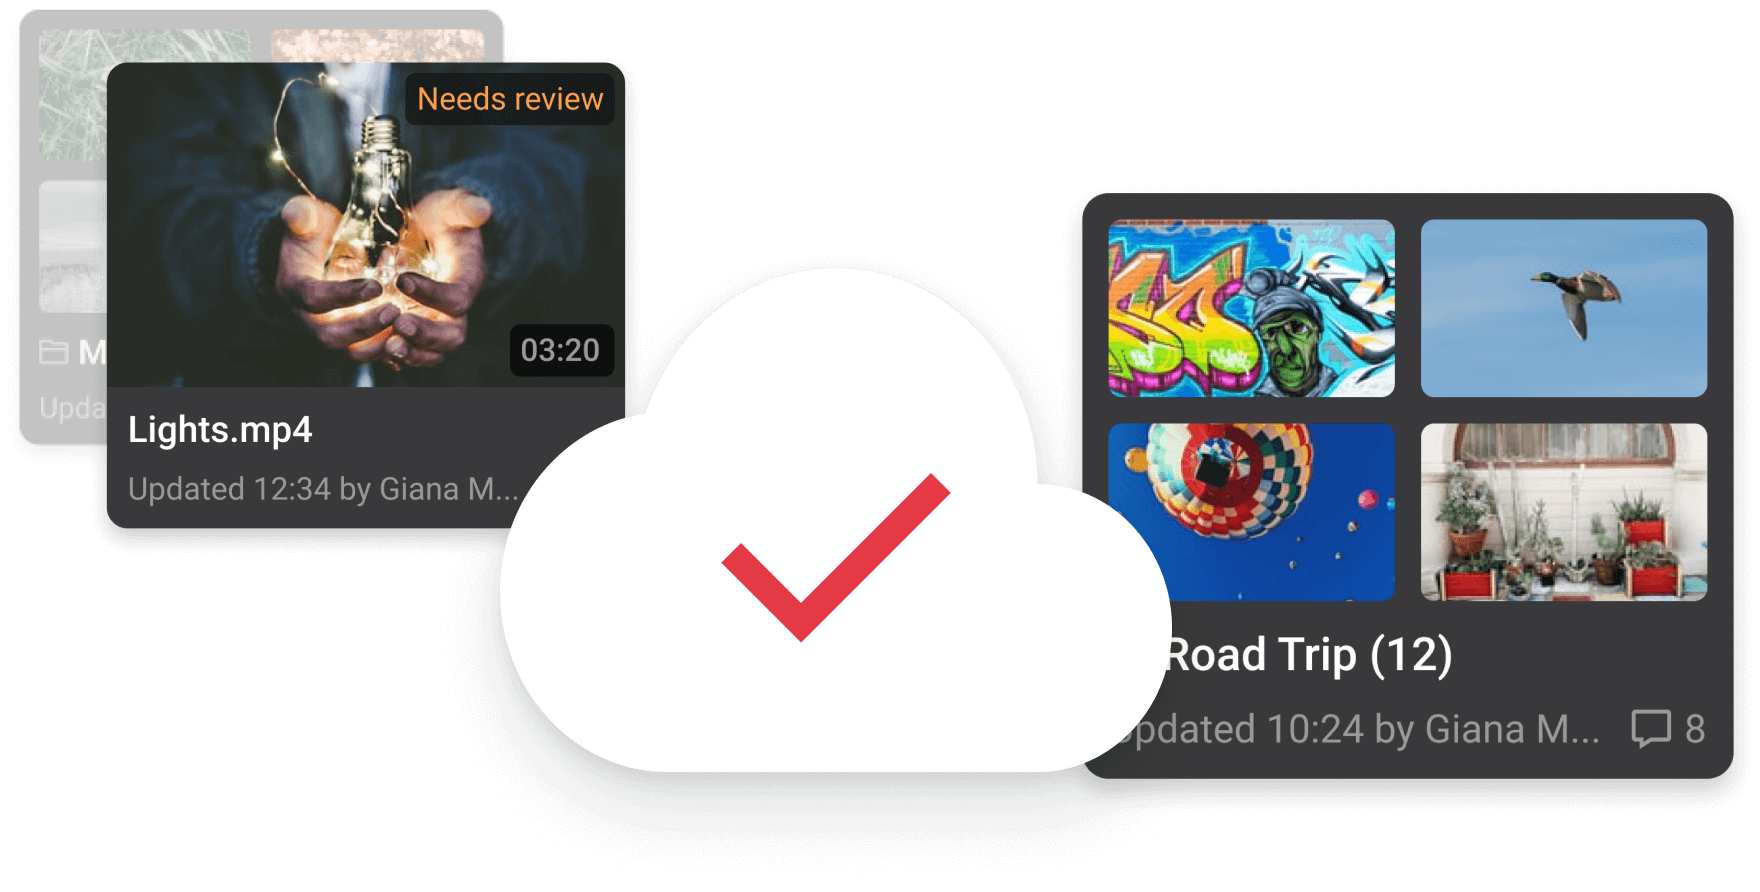 Needs review
03:20
Lights.mp4
Updated 12:34 by Giana M...
M
Upda
Road Trip (12)
pdated 10:24 by Giana M...
8